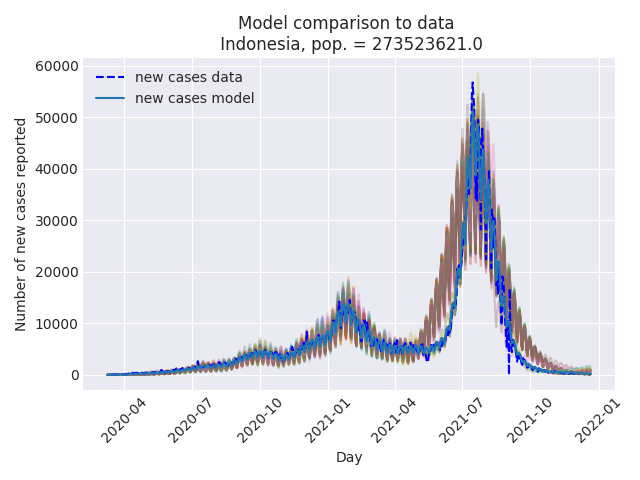 Model comparison to data
Indonesia, pop. = 273523621.0
new cases data
new cases model
Number of new cases reported
60000
50000
40000
30000
20000
10000
0
2020-04
2020-07
2020-10
2021-01
2021-04
2021-07
2021-10
2022-01
Day